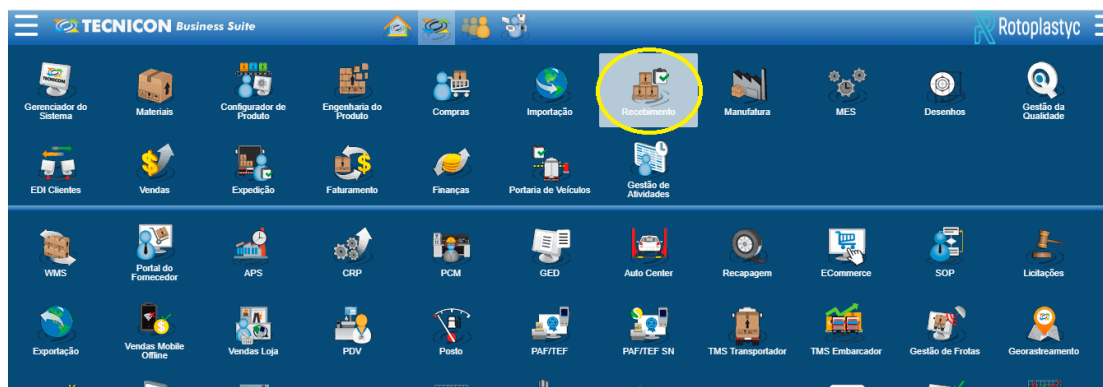 TECNICON Business Suite
Rotoplastyc
Gerenciador do
Sistema
Materiais
Configurador de
Produto
Engenharia do
Produto
Compras
Importação
Recebimento
Manufatura
MES
Desenhos
Gestão da
Qualidade
EDI Clientes
Vendas
Expedição
Faturamento
Finanças
Portaria de Veículos
Gestão de
Atividades
WMS
Portal do
Fornecedor
APS
CRP
PCM
GED
Auto Center
Recapagem
ECommerce
SOP
Licitações
Exportação
Vendas Mobile
Offline
Vendas Loja
PDV
Posto
PAF/TEF
PAF/TEF SN
TMS Transportador
TMS Embarcador
Gestão de Frotas
Georastreamento